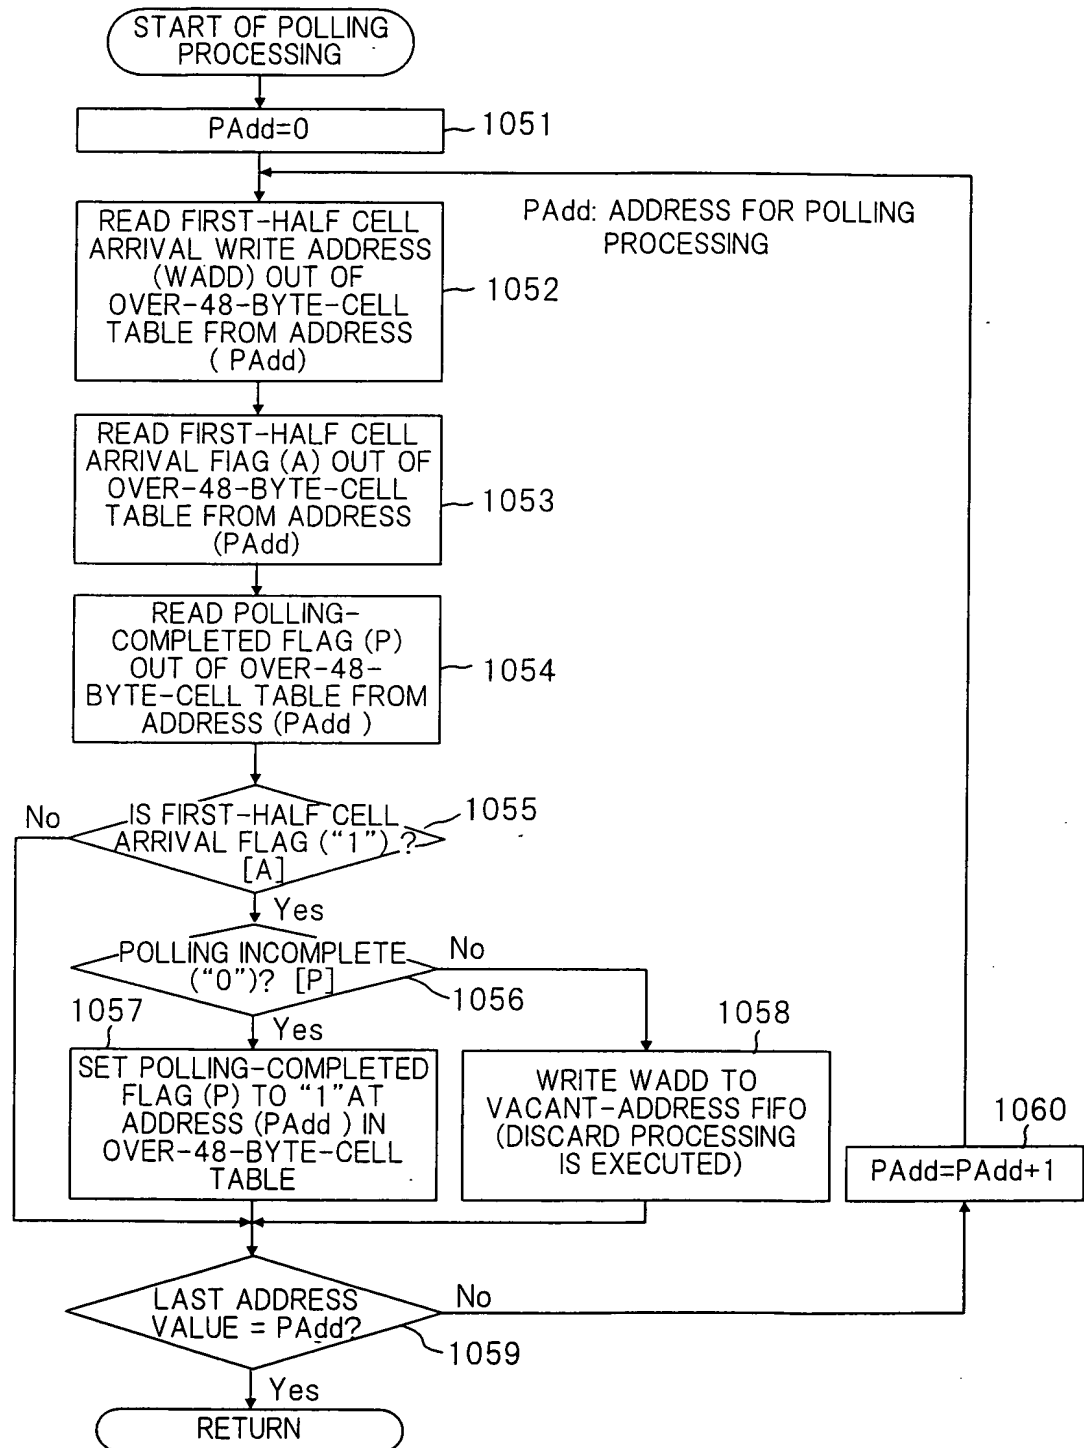 START OF POLLING
PROCESSING
PAdd=0
1051
PAdd: ADDRESS FOR POLLING
PROCESSING
READ FIRST-HALF CELL
ARRIVAL WRITE ADDRESS
(WADD) OUT OF
OVER-48-BYTE-CELL
TABLE FROM ADDRESS
( PAdd)
1052
READ FIRST-HALF CELL
ARRIVAL FIAG (A) OUT OF
OVER-48-BYTE-CELL
TABLE FROM ADDRESS
(PAdd)
1053
READ POLLING-
COMPLETED FLAG (P)
OUT OF OVER-48-
BYTE-CELL TABLE FROM
ADDRESS (PAdd )
1054
No
IS FIRST-HALF CELL
ARRIVAL FLAG (“1”) ?
[A]
1055
Yes
POLLING INCOMPLETE
(“0”)? [P]
No
1056
1057
Yes
SET POLLING-COMPLETED
FLAG (P) TO “1”AT
ADDRESS (PAdd ) IN
OVER-48-BYTE-CELL
TABLE
1058
WRITE WADD TO
VACANT-ADDRESS FIFO
(DISCARD PROCESSING
IS EXECUTED)
1060
PAdd=PAdd+1
LAST ADDRESS
VALUE = PAdd?
No
1059
Yes
RETURN